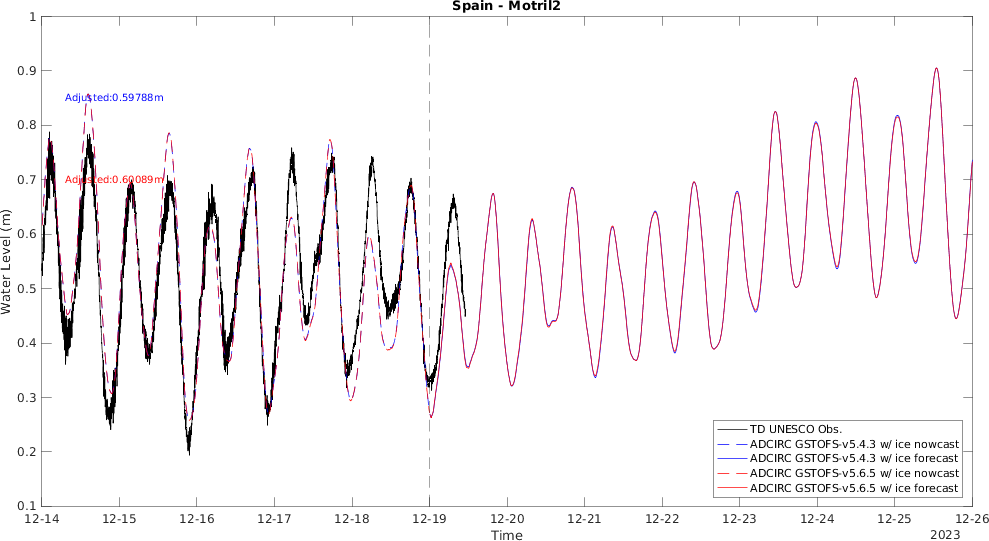 Spain - Motril2
1
0.9
0.8
0.7
0.6
0.5
0.4
0.3
0.2
0.1
Water Level (m)
Adjusted:0.59788m
Adjusted:0.60089m
TD UNESCO Obs.
ADCIRC GSTOFS-v5.4.3 w/ ice nowcast
ADCIRC GSTOFS-v5.4.3 w/ ice forecast
ADCIRC GSTOFS-v5.6.5 w/ ice nowcast
ADCIRC GSTOFS-v5.6.5 w/ ice forecast
12-14 12-15 12-16 12-17 12-18 12-19 12-20 12-21 12-22 12-23 12-24 12-25 12-26
Time
2023